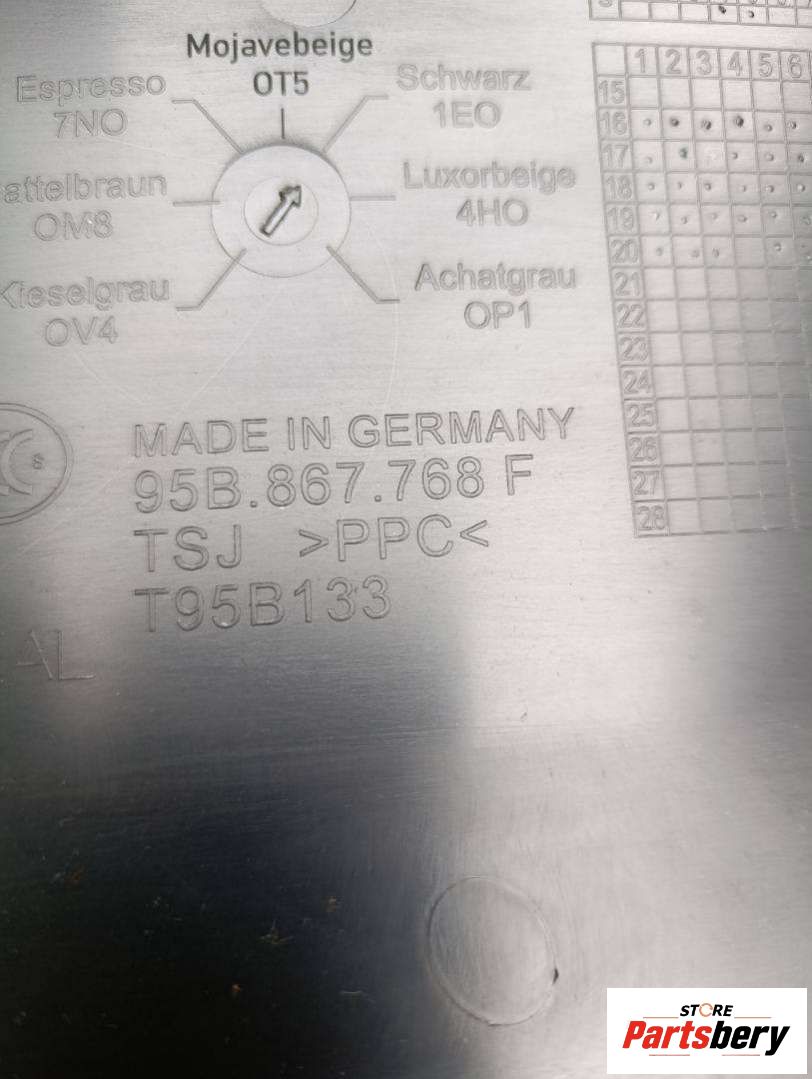 Mojavebeige
OT5
Espresso
7NO
Schwarz
1EO
attelbraun
OM8
Luxorbeige
4HO
Kieselgrau
OV4
Achatgrau
OP1
1 2 3 4 5 6
15
16
17
18
19
20
21
22
23
24
25
26
27
28
MADE IN GERMANY
95B.867.768 F
TSJ >PPC<
T95B133
AL
STORE
Partsbery